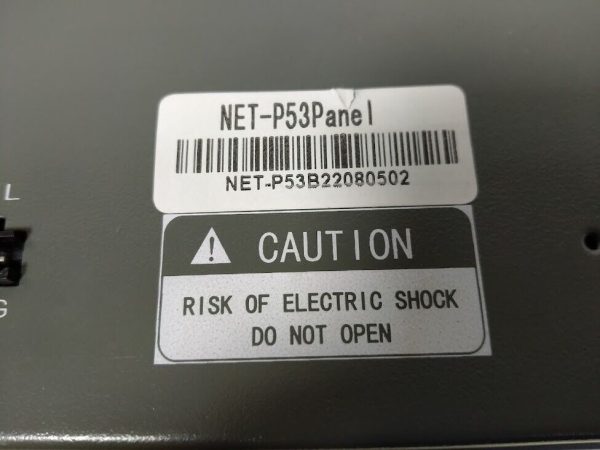 NET-P53Panel
NET-P53B22080502
L
CAUTION
G
RISK OF ELECTRIC SHOCK
DO NOT OPEN